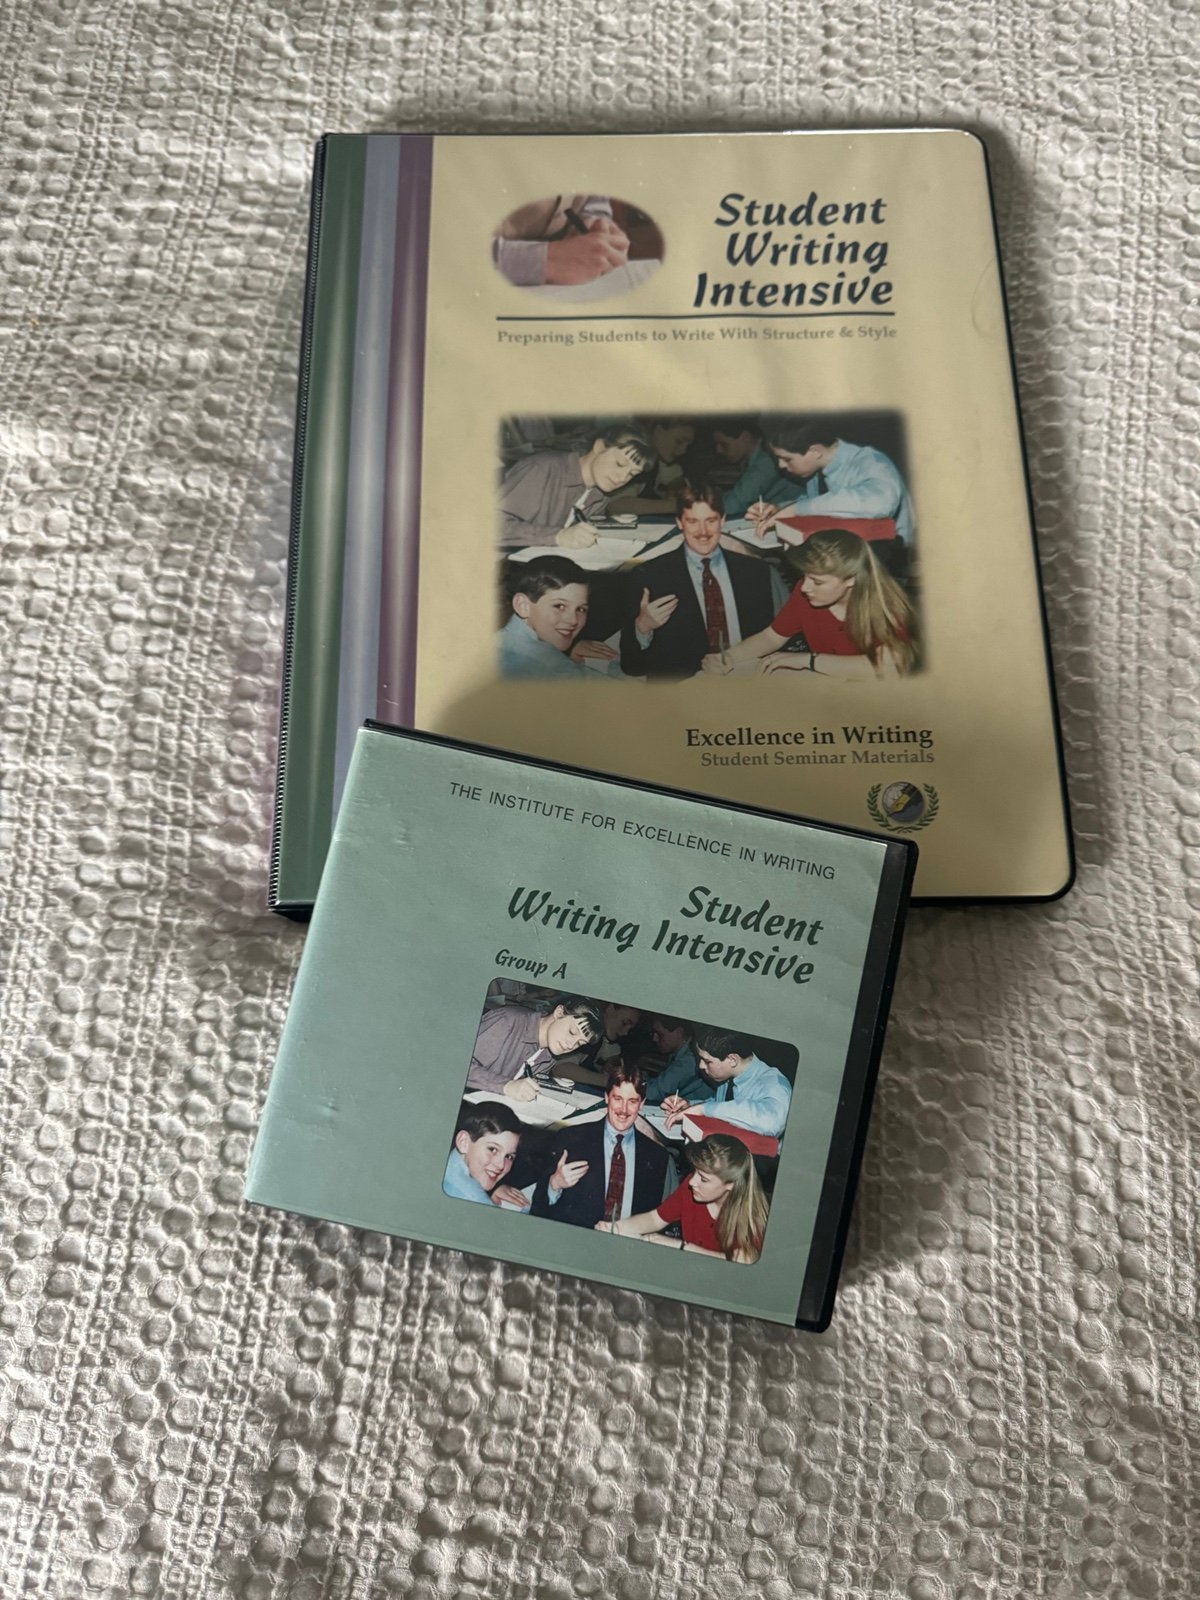 Student
Writing
Intensive
Preparing Students to Write With Structure & Style
Excellence in Writing
Student Seminar Materials
THE INSTITUTE FOR EXCELLENCE IN WRITING
Student
Writing Intensive
Group A